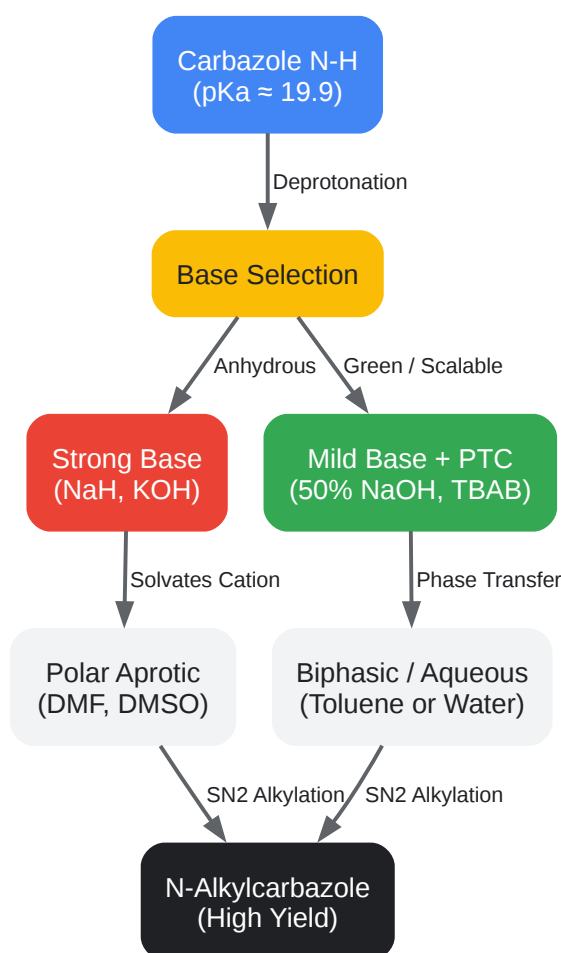 Carbazole N-H
(pKa ≈ 19.9)
Deprotonation
Base Selection
Anhydrous
Green / Scalable
Strong Base
(NaH, KOH)
Mild Base + PTC
(50% NaOH, TBAB)
Solvates Cation
Phase Transfer
Polar Aprotic
(DMF, DMSO)
Biphasic / Aqueous
(Toluene or Water)
SN2 Alkylation
SN2 Alkylation
N-Alkylcarbazole
(High Yield)